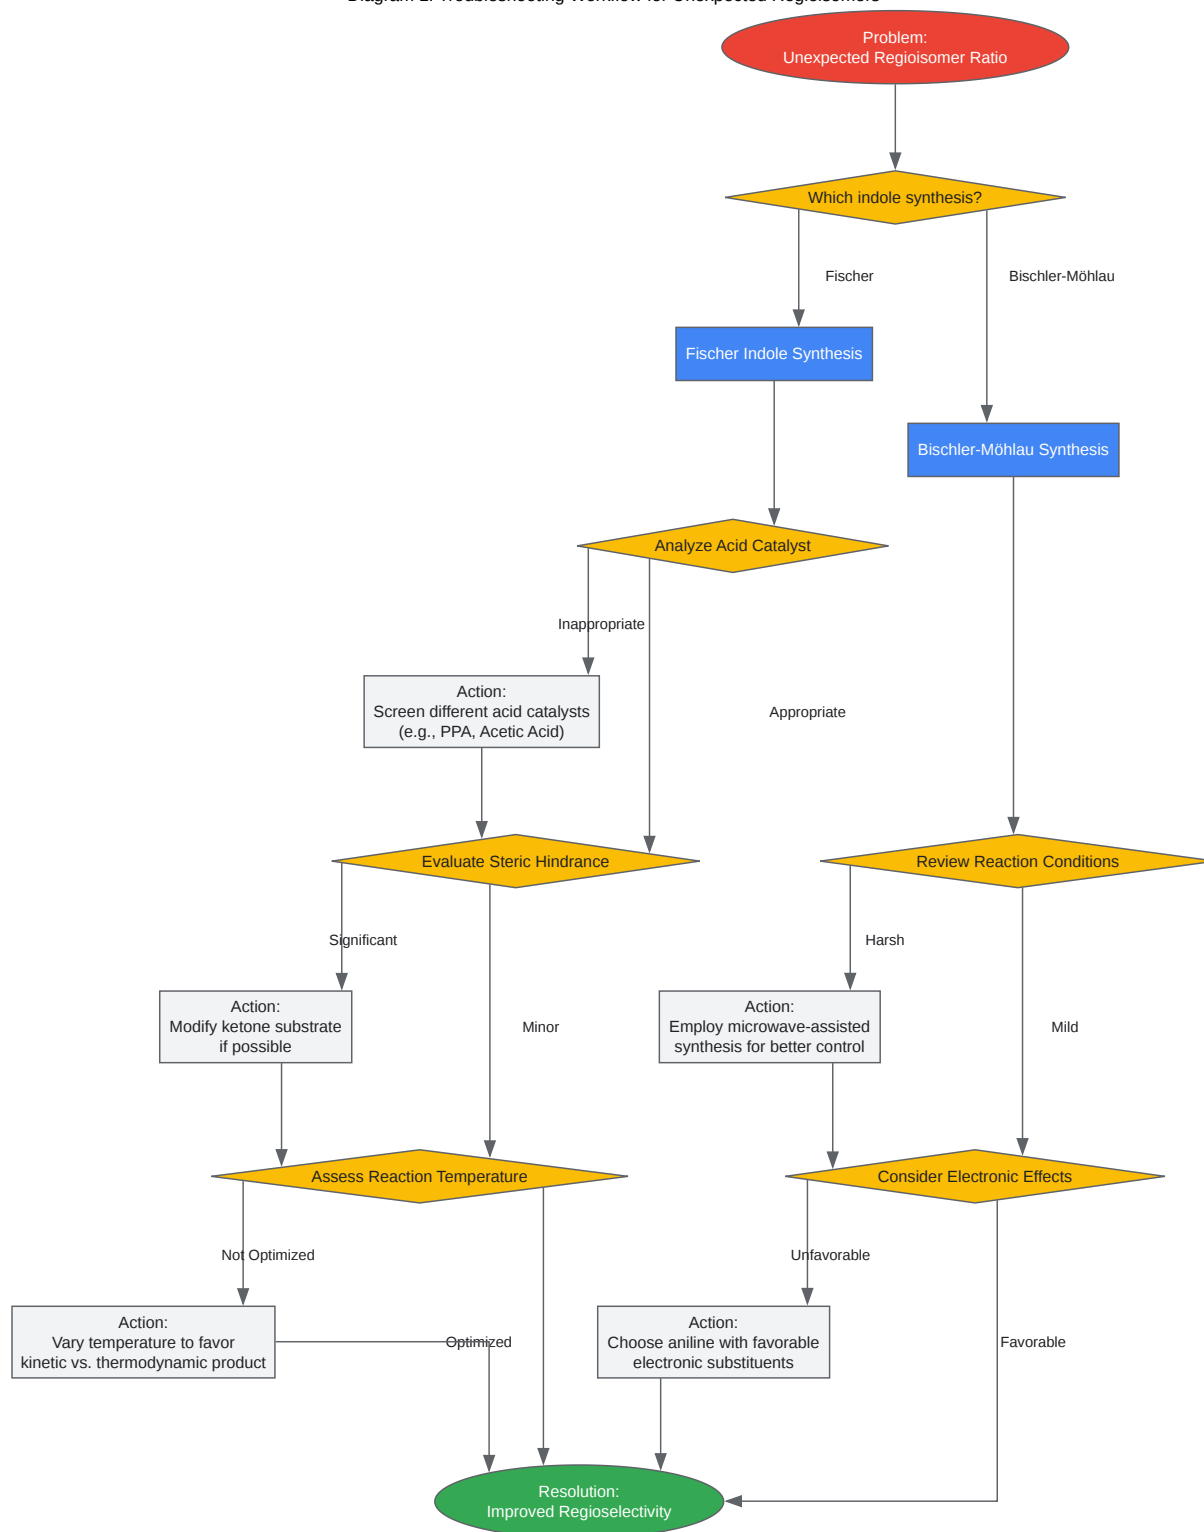 Problem:
Unexpected Regioisomer Ratio
Which indole synthesis?
Fischer
Bischler-Möhlau
Fischer Indole Synthesis
Bischler-Möhlau Synthesis
Analyze Acid Catalyst
Inappropriate
Action:
Screen different acid catalysts
(e.g., PPA, Acetic Acid)
Appropriate
Evaluate Steric Hindrance
Review Reaction Conditions
Significant
Harsh
Action:
Modify ketone substrate
if possible
Minor
Action:
Employ microwave-assisted
synthesis for better control
Mild
Assess Reaction Temperature
Consider Electronic Effects
Not Optimized
Unfavorable
Action:
Vary temperature to favor
kinetic vs. thermodynamic product
Optimized
Action:
Choose aniline with favorable
electronic substituents
Favorable
Resolution:
Improved Regioselectivity